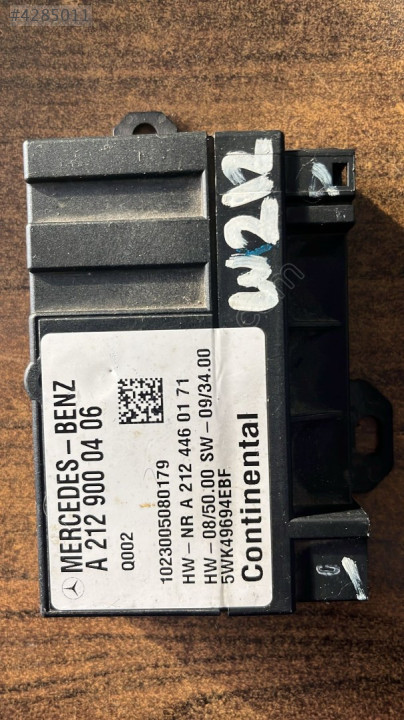 #4285011
W212
MERCEDES-BENZ
A 212 900 04 06
Q002
1023005080179
HW-NR A 212 446 01 71
HW-08/50.00 SW-09/34.00
5WK49694EBF
Continental